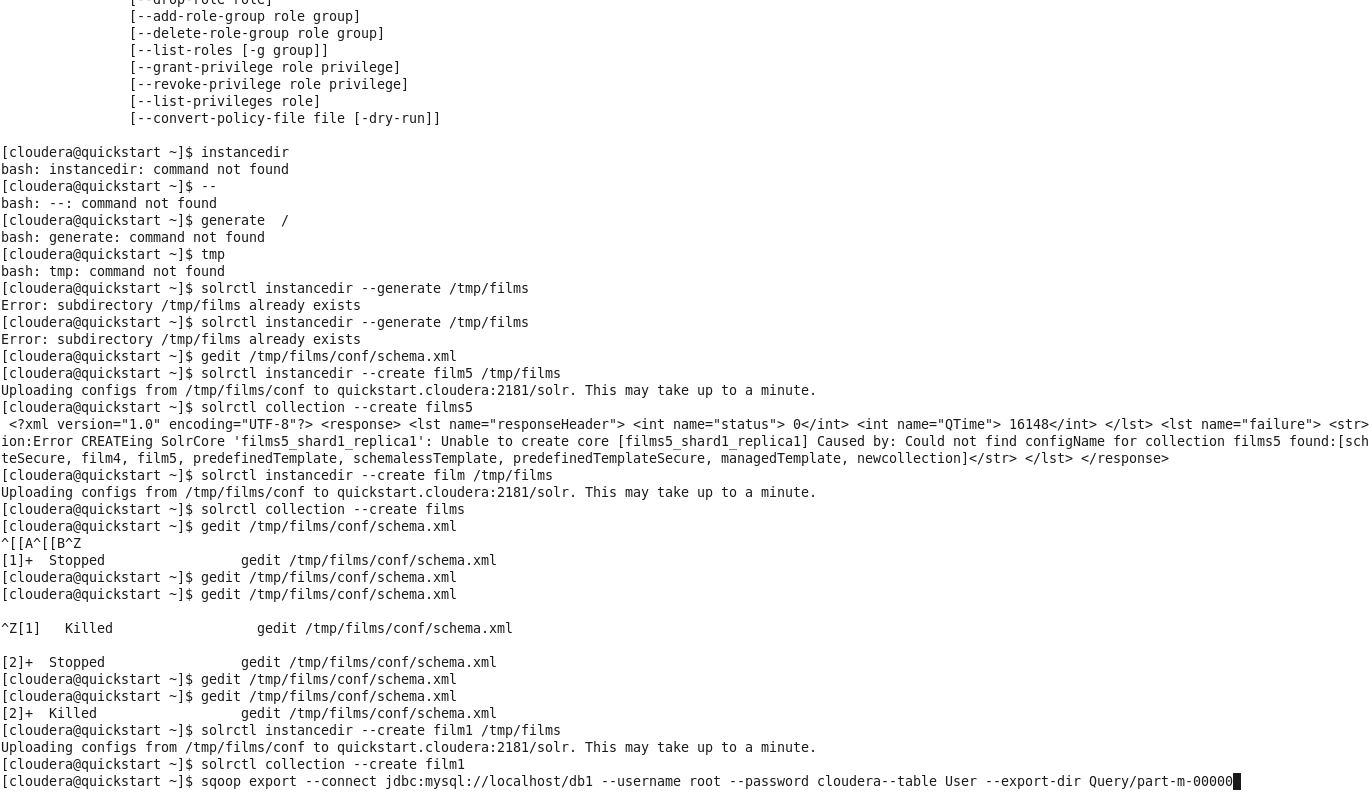 [--drop-role role]
[--add-role-group role group]
[--delete-role-group role group]
[--list-roles [-g group]]
[--grant-privilege role privilege]
[--revoke-privilege role privilege]
[--list-privileges role]
[--convert-policy-file file [-dry-run]]
[cloudera@quickstart ~]$ instancedir
bash: instancedir: command not found
[cloudera@quickstart ~]$ --
bash: --: command not found
[cloudera@quickstart ~]$ generate  /
bash: generate: command not found
[cloudera@quickstart ~]$ tmp
bash: tmp: command not found
[cloudera@quickstart ~]$ solrctl instancedir --generate /tmp/films
Error: subdirectory /tmp/films already exists
[cloudera@quickstart ~]$ solrctl instancedir --generate /tmp/films
Error: subdirectory /tmp/films already exists
[cloudera@quickstart ~]$ gedit /tmp/films/conf/schema.xml
[cloudera@quickstart ~]$ solrctl instancedir --create film5 /tmp/films
Uploading configs from /tmp/films/conf to quickstart.cloudera:2181/solr. This may take up to a minute.
[cloudera@quickstart ~]$ solrctl collection --create films5
<?xml version="1.0" encoding="UTF-8"?> <response> <lst name="responseHeader"> <int name="status"> 0</int> <int name="QTime"> 16148</int> </lst> <lst name="failure"> <str>
ion:Error CREATEing SolrCore 'films5_shard1_replica1': Unable to create core [films5_shard1_replica1] Caused by: Could not find configName for collection films5 found:[sch
teSecure, film4, film5, predefinedTemplate, schemalessTemplate, predefinedTemplateSecure, managedTemplate, newcollection]</str> </lst> </response>
[cloudera@quickstart ~]$ solrctl instancedir --create film /tmp/films
Uploading configs from /tmp/films/conf to quickstart.cloudera:2181/solr. This may take up to a minute.
[cloudera@quickstart ~]$ solrctl collection --create films
[cloudera@quickstart ~]$ gedit /tmp/films/conf/schema.xml
^[[A^[[B^Z
[1]+  Stopped                 gedit /tmp/films/conf/schema.xml
[cloudera@quickstart ~]$ gedit /tmp/films/conf/schema.xml
[cloudera@quickstart ~]$ gedit /tmp/films/conf/schema.xml
^Z[1]   Killed                  gedit /tmp/films/conf/schema.xml
[2]+  Stopped                 gedit /tmp/films/conf/schema.xml
[cloudera@quickstart ~]$ gedit /tmp/films/conf/schema.xml
[cloudera@quickstart ~]$ gedit /tmp/films/conf/schema.xml
[2]+  Killed                  gedit /tmp/films/conf/schema.xml
[cloudera@quickstart ~]$ solrctl instancedir --create film1 /tmp/films
Uploading configs from /tmp/films/conf to quickstart.cloudera:2181/solr. This may take up to a minute.
[cloudera@quickstart ~]$ solrctl collection --create film1
[cloudera@quickstart ~]$ sqoop export --connect jdbc:mysql://localhost/db1 --username root --password cloudera--table User --export-dir Query/part-m-00000